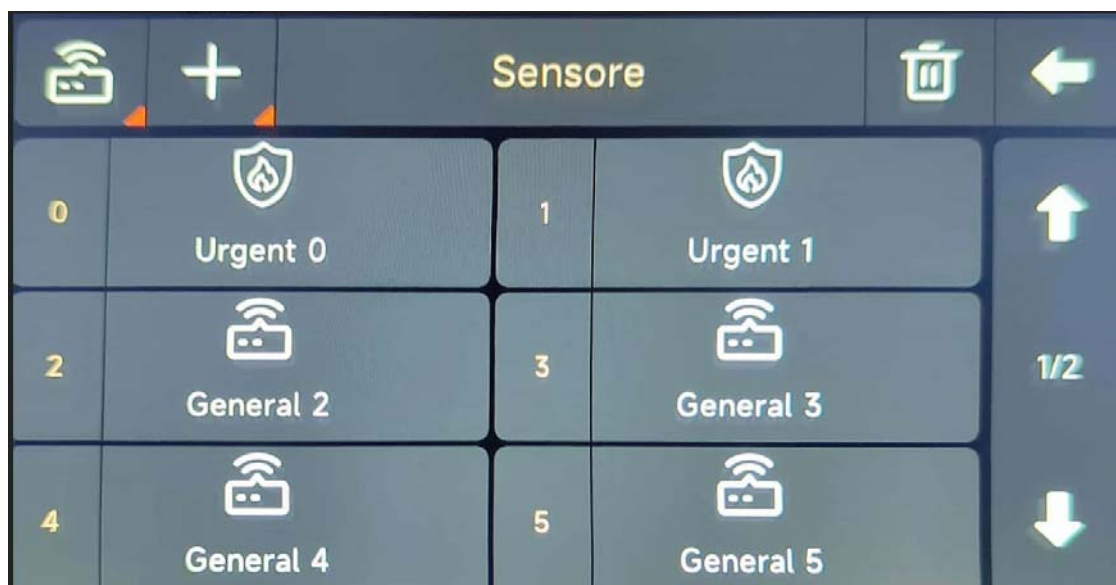 Sensore
0
Urgent 0
1
Urgent 1
2
General 2
3
General 3
1/2
4
General 4
5
General 5